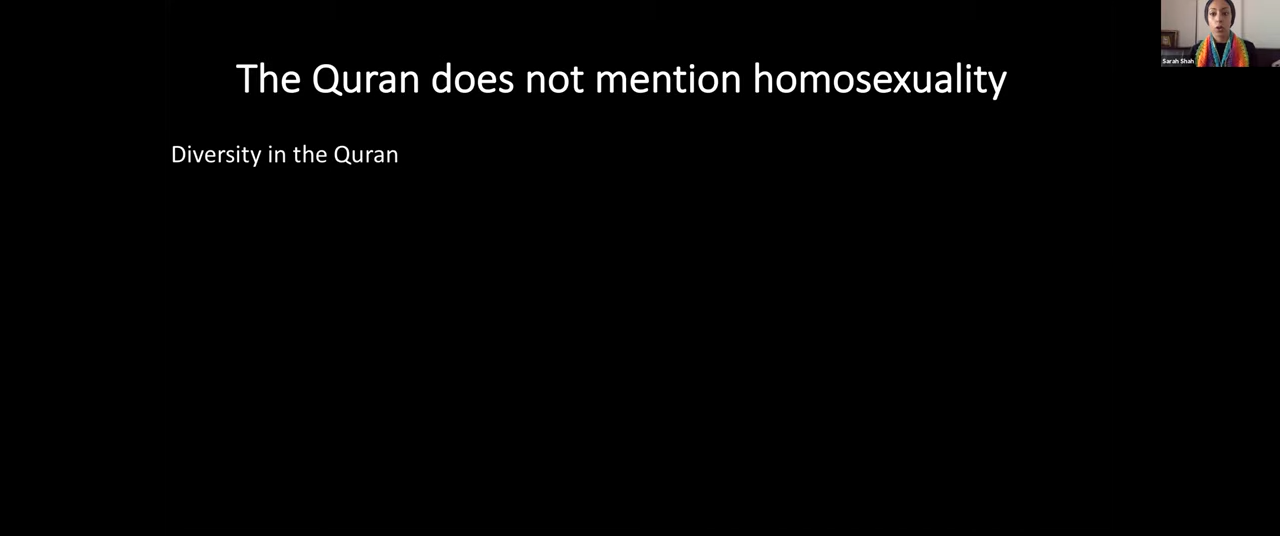 The Quran does not mention homosexuality
Diversity in the Quran
Sarah Shah